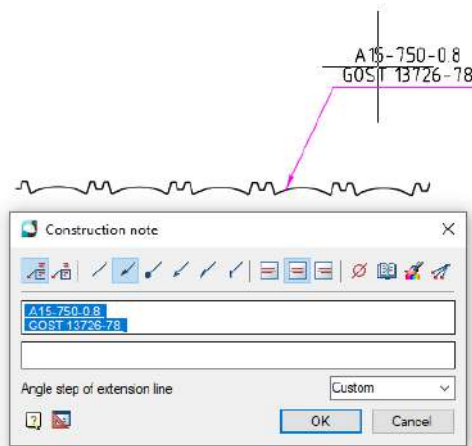 A15-750-0.8
GOST 13726-78
Construction note
A15-750-0.8
GOST 13726-78
Angle step of extension line
Custom
OK
Cancel